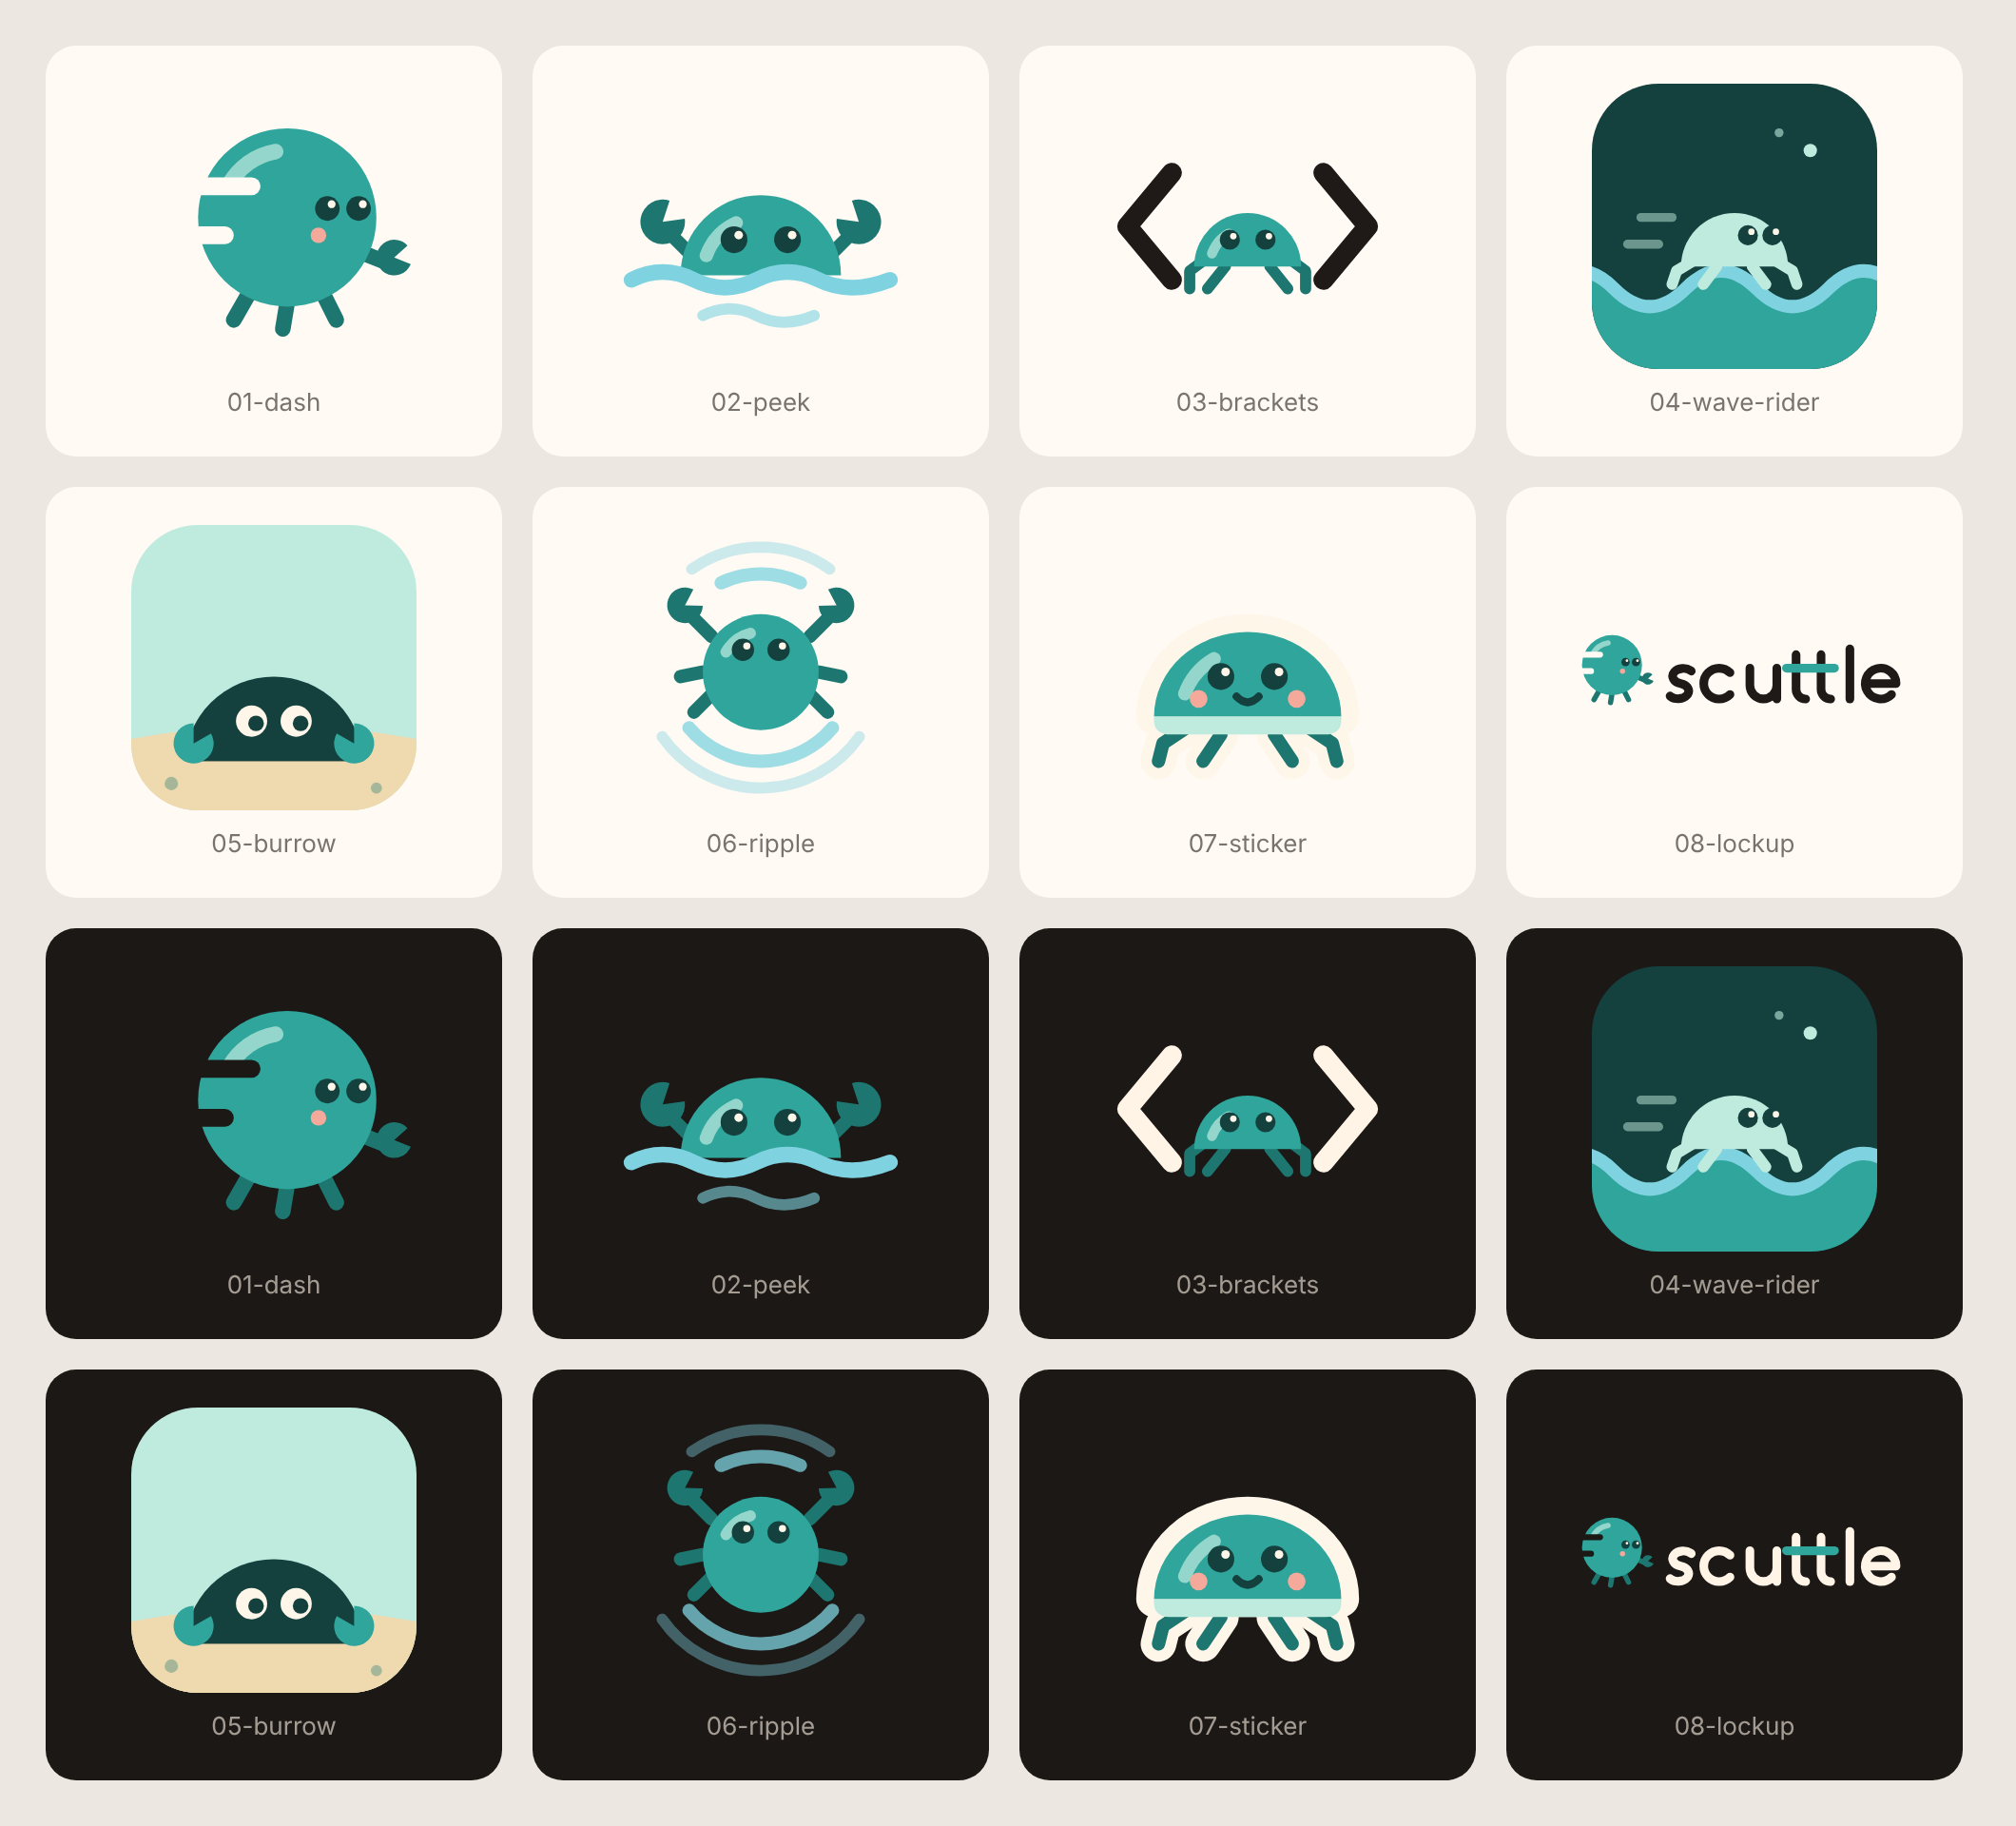 01-dash
02-peek
03-brackets
04-wave-rider
05-burrow
06-ripple
07-sticker
scuttle
08-lockup
01-dash
02-peek
03-brackets
04-wave-rider
05-burrow
06-ripple
07-sticker
scuttle
08-lockup